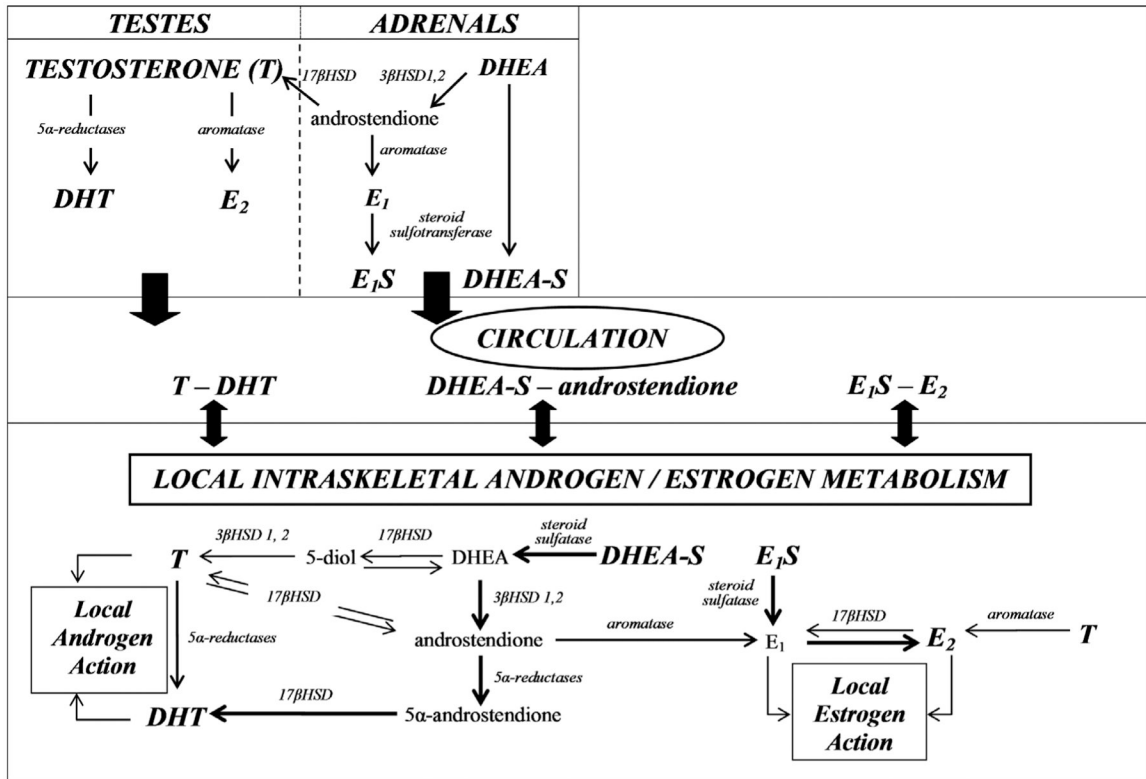 TESTES
ADRENALS
TESTOSTERONE (T)
17βHSD
3βHSD1,2
DHEA
androstendione
5α-reductases
aromatase
aromatase
DHT
E₂
E₁
steroid
sulfotransferase
E₁S
DHEA-S
CIRCULATION
T – DHT
DHEA-S – androstendione
E₁S – E₂
LOCAL INTRASKELETAL ANDROGEN / ESTROGEN METABOLISM
3βHSD 1, 2
17βHSD
steroid
sulfatase
T
5-diol
DHEA
DHEA-S
E₁S
17βHSD
3βHSD 1,2
steroid
sulfatase
Local
Androgen
Action
5α-reductases
androstendione
aromatase
E₁
17βHSD
E₂
aromatase
T
5α-reductases
17βHSD
DHT
5α-androstendione
Local
Estrogen
Action